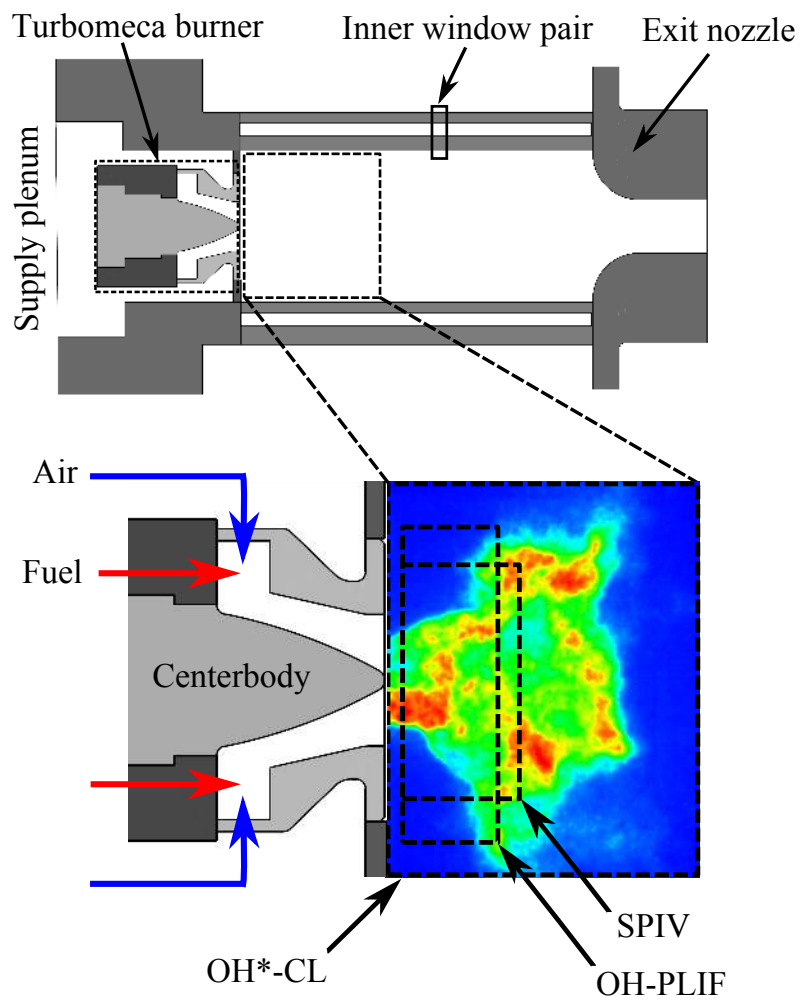 Turbomeca burner
Inner window pair
Exit nozzle
Supply plenum
Air
Fuel
Centerbody
SPIV
OH-PLIF
OH*-CL